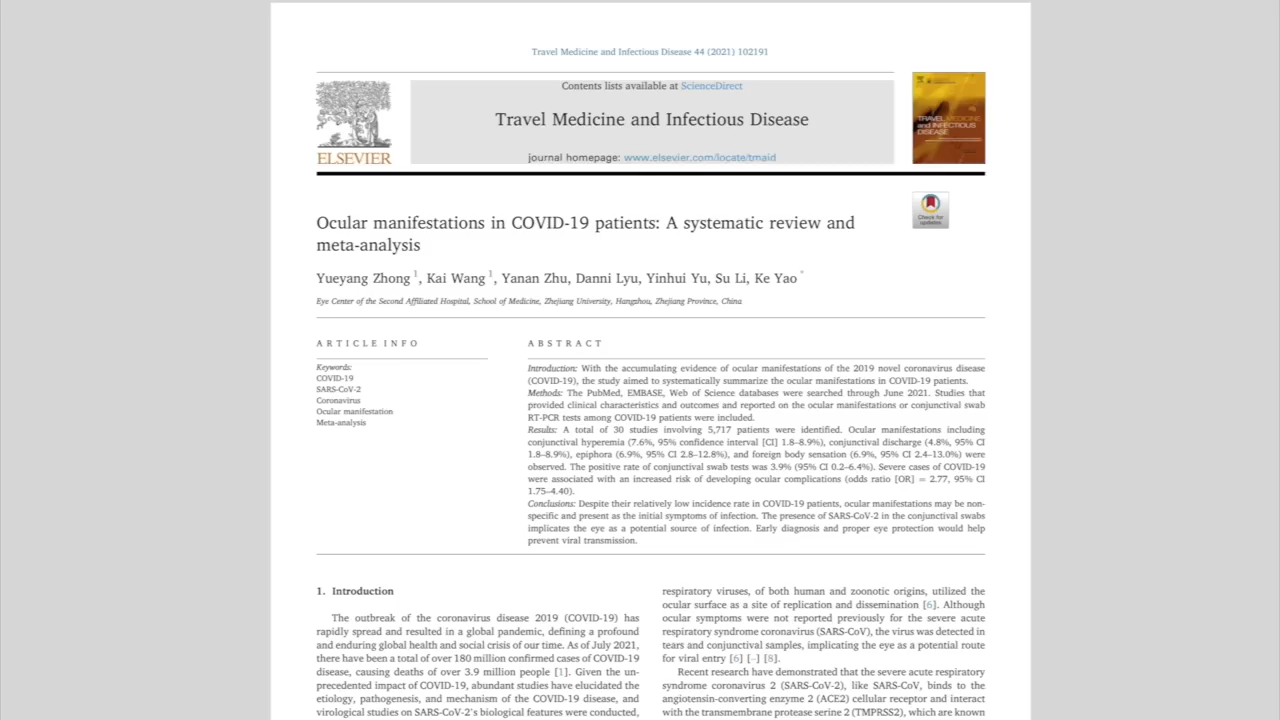 Travel Medicine and Infectious Disease 44 (2021) 102191
Contents lists available at ScienceDirect
Travel Medicine and Infectious Disease
journal homepage: www.elsevier.com/locate/tmaid
ELSEVIER
TRAVEL MEDICINE
and INFECTIOUS
DISEASE
Check for
updates
Ocular manifestations in COVID-19 patients: A systematic review and
meta-analysis
Yueyang Zhong 1, Kai Wang 1, Yanan Zhu, Danni Lyu, Yinhui Yu, Su Li, Ke Yao *
Eye Center of the Second Affiliated Hospital, School of Medicine, Zhejiang University, Hangzhou, Zhejiang Province, China
ARTICLE INFO
Keywords:
COVID-19
SARS-CoV-2
Coronavirus
Ocular manifestation
Meta-analysis
ABSTRACT
Introduction: With the accumulating evidence of ocular manifestations of the 2019 novel coronavirus disease
(COVID-19), the study aimed to systematically summarize the ocular manifestations in COVID-19 patients.
Methods: The PubMed, EMBASE, Web of Science databases were searched through June 2021. Studies that
provided clinical characteristics and outcomes and reported on the ocular manifestations or conjunctival swab
RT-PCR tests among COVID-19 patients were included.
Results: A total of 30 studies involving 5,717 patients were identified. Ocular manifestations including
conjunctival hyperemia (7.6%, 95% confidence interval [CI] 1.8–8.9%), conjunctival discharge (4.8%, 95% CI
1.8–8.9%), epiphora (6.9%, 95% CI 2.8–12.8%), and foreign body sensation (6.9%, 95% CI 2.4–13.0%) were
observed. The positive rate of conjunctival swab tests was 3.9% (95% CI 0.2–6.4%). Severe cases of COVID-19
were associated with an increased risk of developing ocular complications (odds ratio [OR] = 2.77, 95% CI
1.75–4.40).
Conclusions: Despite their relatively low incidence rate in COVID-19 patients, ocular manifestations may be non-
specific and present as the initial symptoms of infection. The presence of SARS-CoV-2 in the conjunctival swabs
implicates the eye as a potential source of infection. Early diagnosis and proper eye protection would help
prevent viral transmission.
1. Introduction
The outbreak of the coronavirus disease 2019 (COVID-19) has
rapidly spread and resulted in a global pandemic, defining a profound
and enduring global health and social crisis of our time. As of July 2021,
there have been a total of over 180 million confirmed cases of COVID-19
disease, causing deaths of over 3.9 million people [1]. Given the un-
precedented impact of COVID-19, abundant studies have elucidated the
etiology, pathogenesis, and mechanism of the COVID-19 disease, and
virological studies on SARS-CoV-2's biological features were conducted,
respiratory viruses, of both human and zoonotic origins, utilized the
ocular surface as a site of replication and dissemination [6]. Although
ocular symptoms were not reported previously for the severe acute
respiratory syndrome coronavirus (SARS-CoV), the virus was detected in
tears and conjunctival samples, implicating the eye as a potential route
for viral entry [6] [–] [8].
Recent research have demonstrated that the severe acute respiratory
syndrome coronavirus 2 (SARS-CoV-2), like SARS-CoV, binds to the
angiotensin-converting enzyme 2 (ACE2) cellular receptor and interact
with the transmembrane protease serine 2 (TMPRSS2), which are known